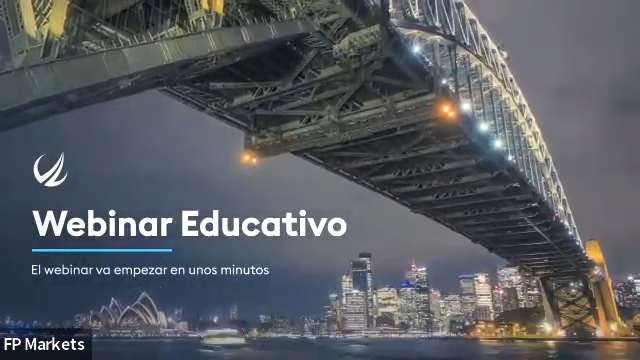 Webinar Educativo
El webinar va empezar en unos minutos
FP Markets